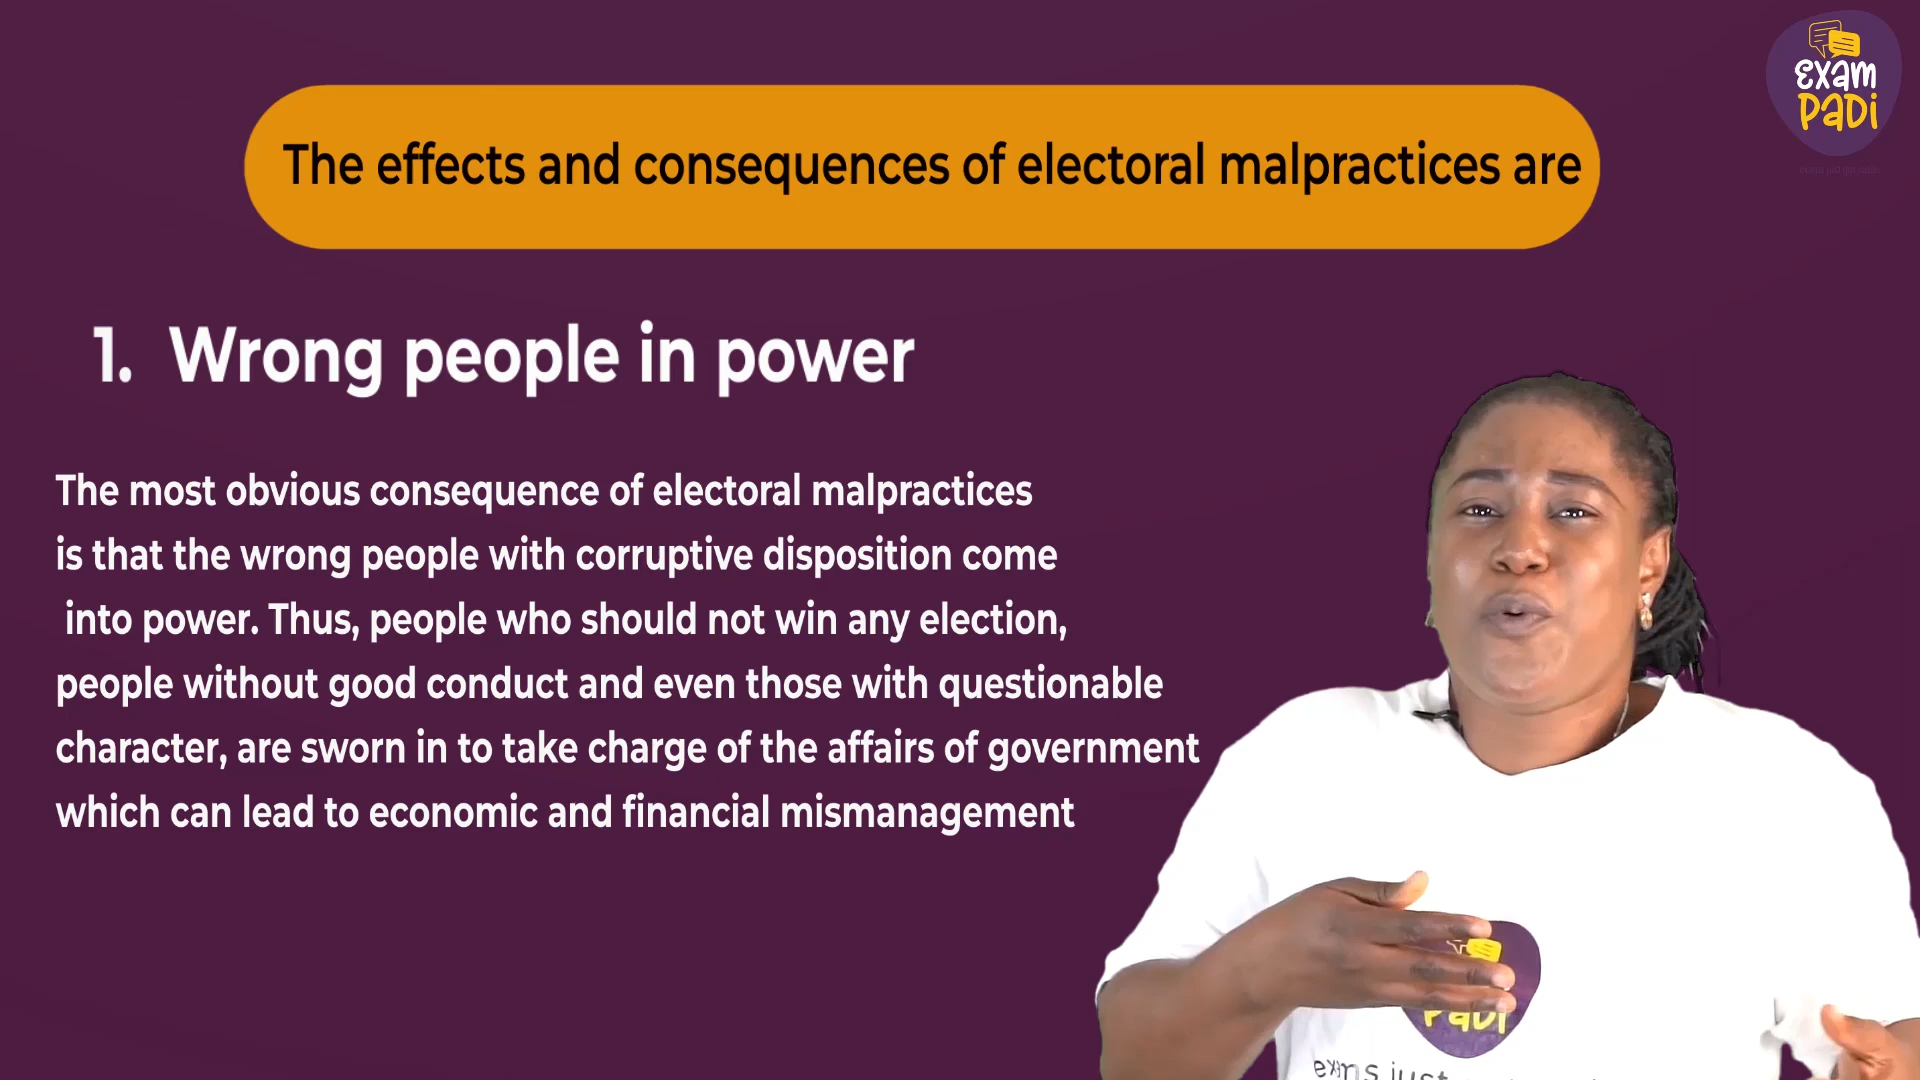 exam
padi
The effects and consequences of electoral malpractices are
1. Wrong people in power
The most obvious consequence of electoral malpractices
is that the wrong people with corruptive disposition come
into power. Thus, people who should not win any election,
people without good conduct and even those with questionable
character, are sworn in to take charge of the affairs of government
which can lead to economic and financial mismanagement
padi
exams just